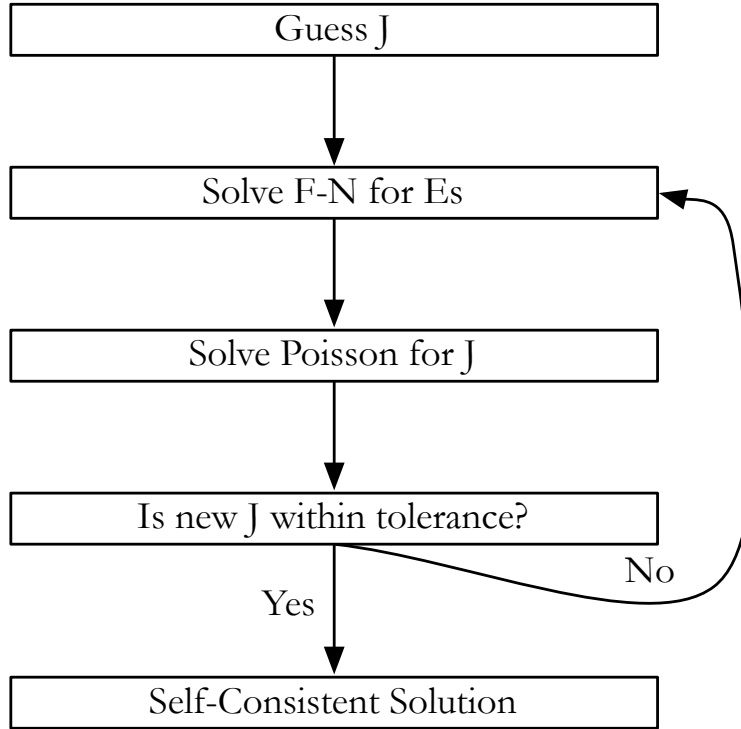 Guess J
Solve F-N for Es
Solve Poisson for J
Is new J within tolerance?
No
Yes
Self-Consistent Solution